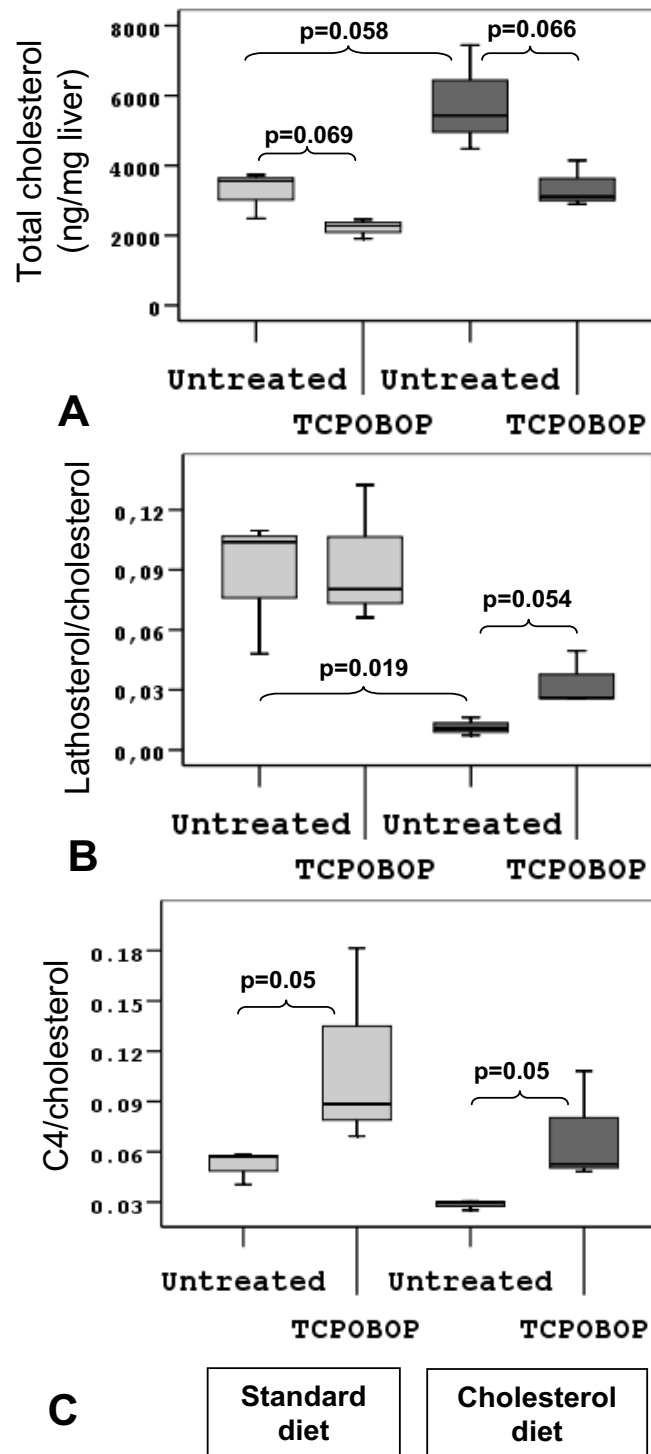 Total cholesterol
(ng/mg liver)
8000
6000
4000
2000
0
p=0.058
p=0.066
p=0.069
Untreated Untreated
TCPOBOP TCPOBOP
A
Lathosterol/cholesterol
0,12
0,09
0,06
0,03
0,00
p=0.054
p=0.019
Untreated Untreated
TCPOBOP TCPOBOP
B
C4/cholesterol
0.18
0.15
0.12
0.09
0.06
0.03
p=0.05
p=0.05
Untreated Untreated
TCPOBOP TCPOBOP
C
Standard
diet
Cholesterol
diet